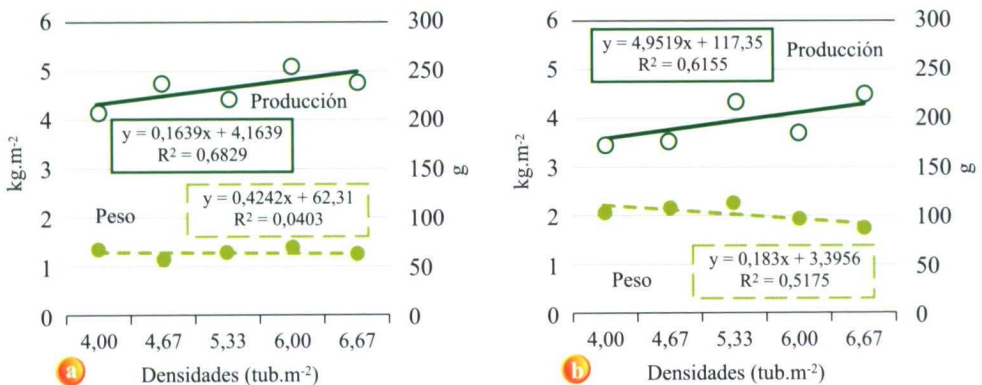 6
5
4
3
2
1
0
kg.m⁻²
300
250
200
150
100
50
0
g
Producción
y = 0,1639x + 4,1639
R² = 0,6829
Peso
y = 0,4242x + 62,31
R² = 0,0403
4,00 4,67 5,33 6,00 6,67
a
Densidades (tub.m⁻²)
6
5
4
3
2
1
0
kg.m⁻²
300
250
200
150
100
50
0
g
y = 4,9519x + 117,35
R² = 0,6155
Producción
Peso
y = 0,183x + 3,3956
R² = 0,5175
4,00 4,67 5,33 6,00 6,67
b
Densidades (tub.m⁻²)